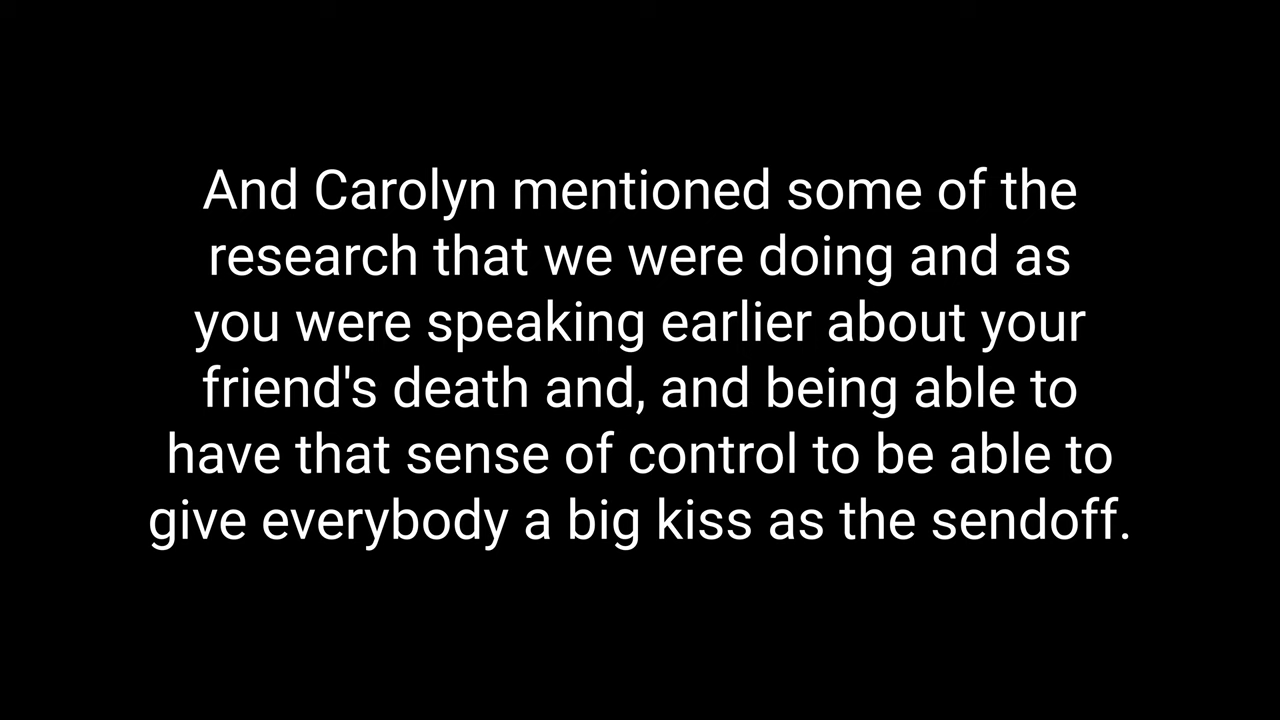 And Carolyn mentioned some of the
research that we were doing and as
you were speaking earlier about your
friend's death and, and being able to
have that sense of control to be able to
give everybody a big kiss as the sendoff.